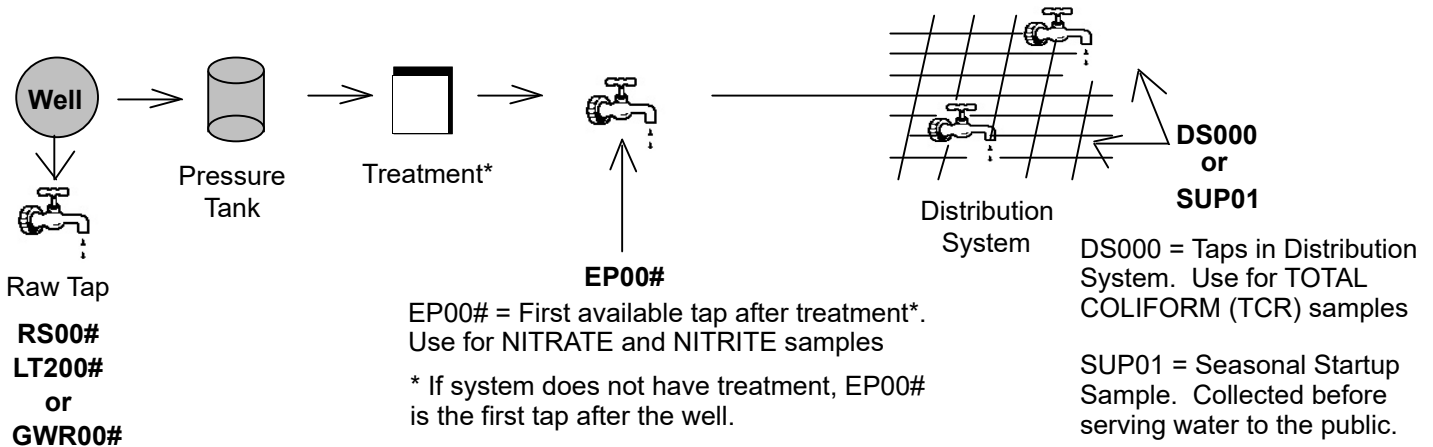 Well
Pressure
Tank
Treatment*
Raw Tap
RS00#
LT200#
or
GWR00#
EP00#
EP00# = First available tap after treatment*.
Use for NITRATE and NITRITE samples
* If system does not have treatment, EP00#
is the first tap after the well.
Distribution
System
DS000
or
SUP01
DS000 = Taps in Distribution
System. Use for TOTAL
COLIFORM (TCR) samples
SUP01 = Seasonal Startup
Sample. Collected before
serving water to the public.